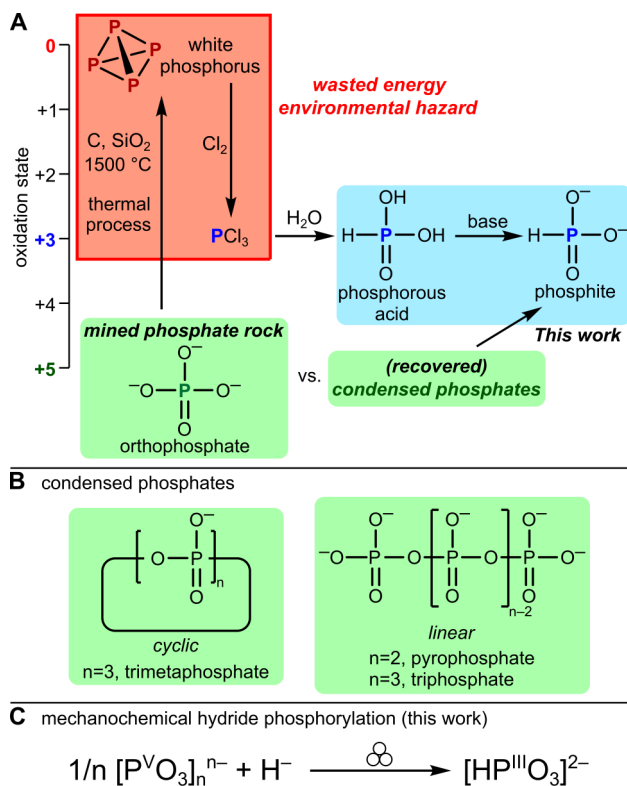 A
0
+1
+2
+3
+4
+5
oxidation state
P
P
P
P
white
phosphorus
C, SiO₂
1500 °C
thermal
process
Cl₂
PCl₃
wasted energy
environmental hazard
H₂O
OH
H–P–OH
O
phosphorous
acid
base
O⁻
H–P–O⁻
O
phosphite
This work
mined phosphate rock
O⁻
⁻O–P–O⁻
O
orthophosphate
vs.
(recovered)
condensed phosphates
B condensed phosphates
O⁻
O–P
n
O
cyclic
n=3, trimetaphosphate
O⁻ O⁻ O⁻
⁻O–P–O–P–O–P–O⁻
O O O
n–2
linear
n=2, pyrophosphate
n=3, triphosphate
C mechanochemical hydride phosphorylation (this work)
1/n [PⱽO₃]ₙⁿ⁻ + H⁻ → [HPᴵᴵᴵO₃]²⁻